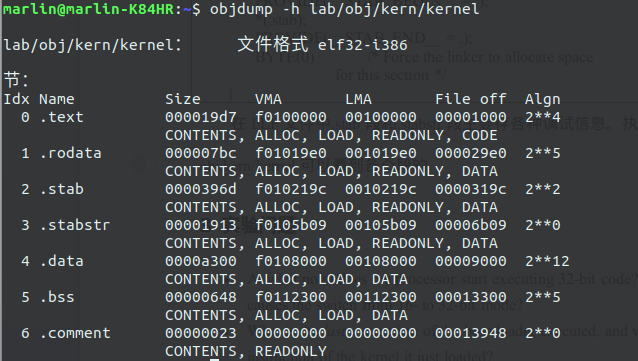 marlin@marlin-K84HR:~$ objdump -h lab/obj/kern/kernel
lab/obj/kern/kernel：     文件格式 elf32-i386
节：
Idx Name          Size      VMA       LMA       File off  Algn
  0 .text         000019d7  f0100000  00100000  00001000  2**4
                  CONTENTS, ALLOC, LOAD, READONLY, CODE
  1 .rodata       000007bc  f01019e0  001019e0  000029e0  2**5
                  CONTENTS, ALLOC, LOAD, READONLY, DATA
  2 .stab         0000396d  f010219c  0010219c  0000319c  2**2
                  CONTENTS, ALLOC, LOAD, READONLY, DATA
  3 .stabstr      00001913  f0105b09  00105b09  00006b09  2**0
                  CONTENTS, ALLOC, LOAD, READONLY, DATA
  4 .data         0000a300  f0108000  00108000  00009000  2**12
                  CONTENTS, ALLOC, LOAD, DATA
  5 .bss          00000648  f0112300  00112300  00013300  2**5
                  CONTENTS, ALLOC, LOAD, DATA
  6 .comment      00000023  00000000  00000000  00013948  2**0
                  CONTENTS, READONLY